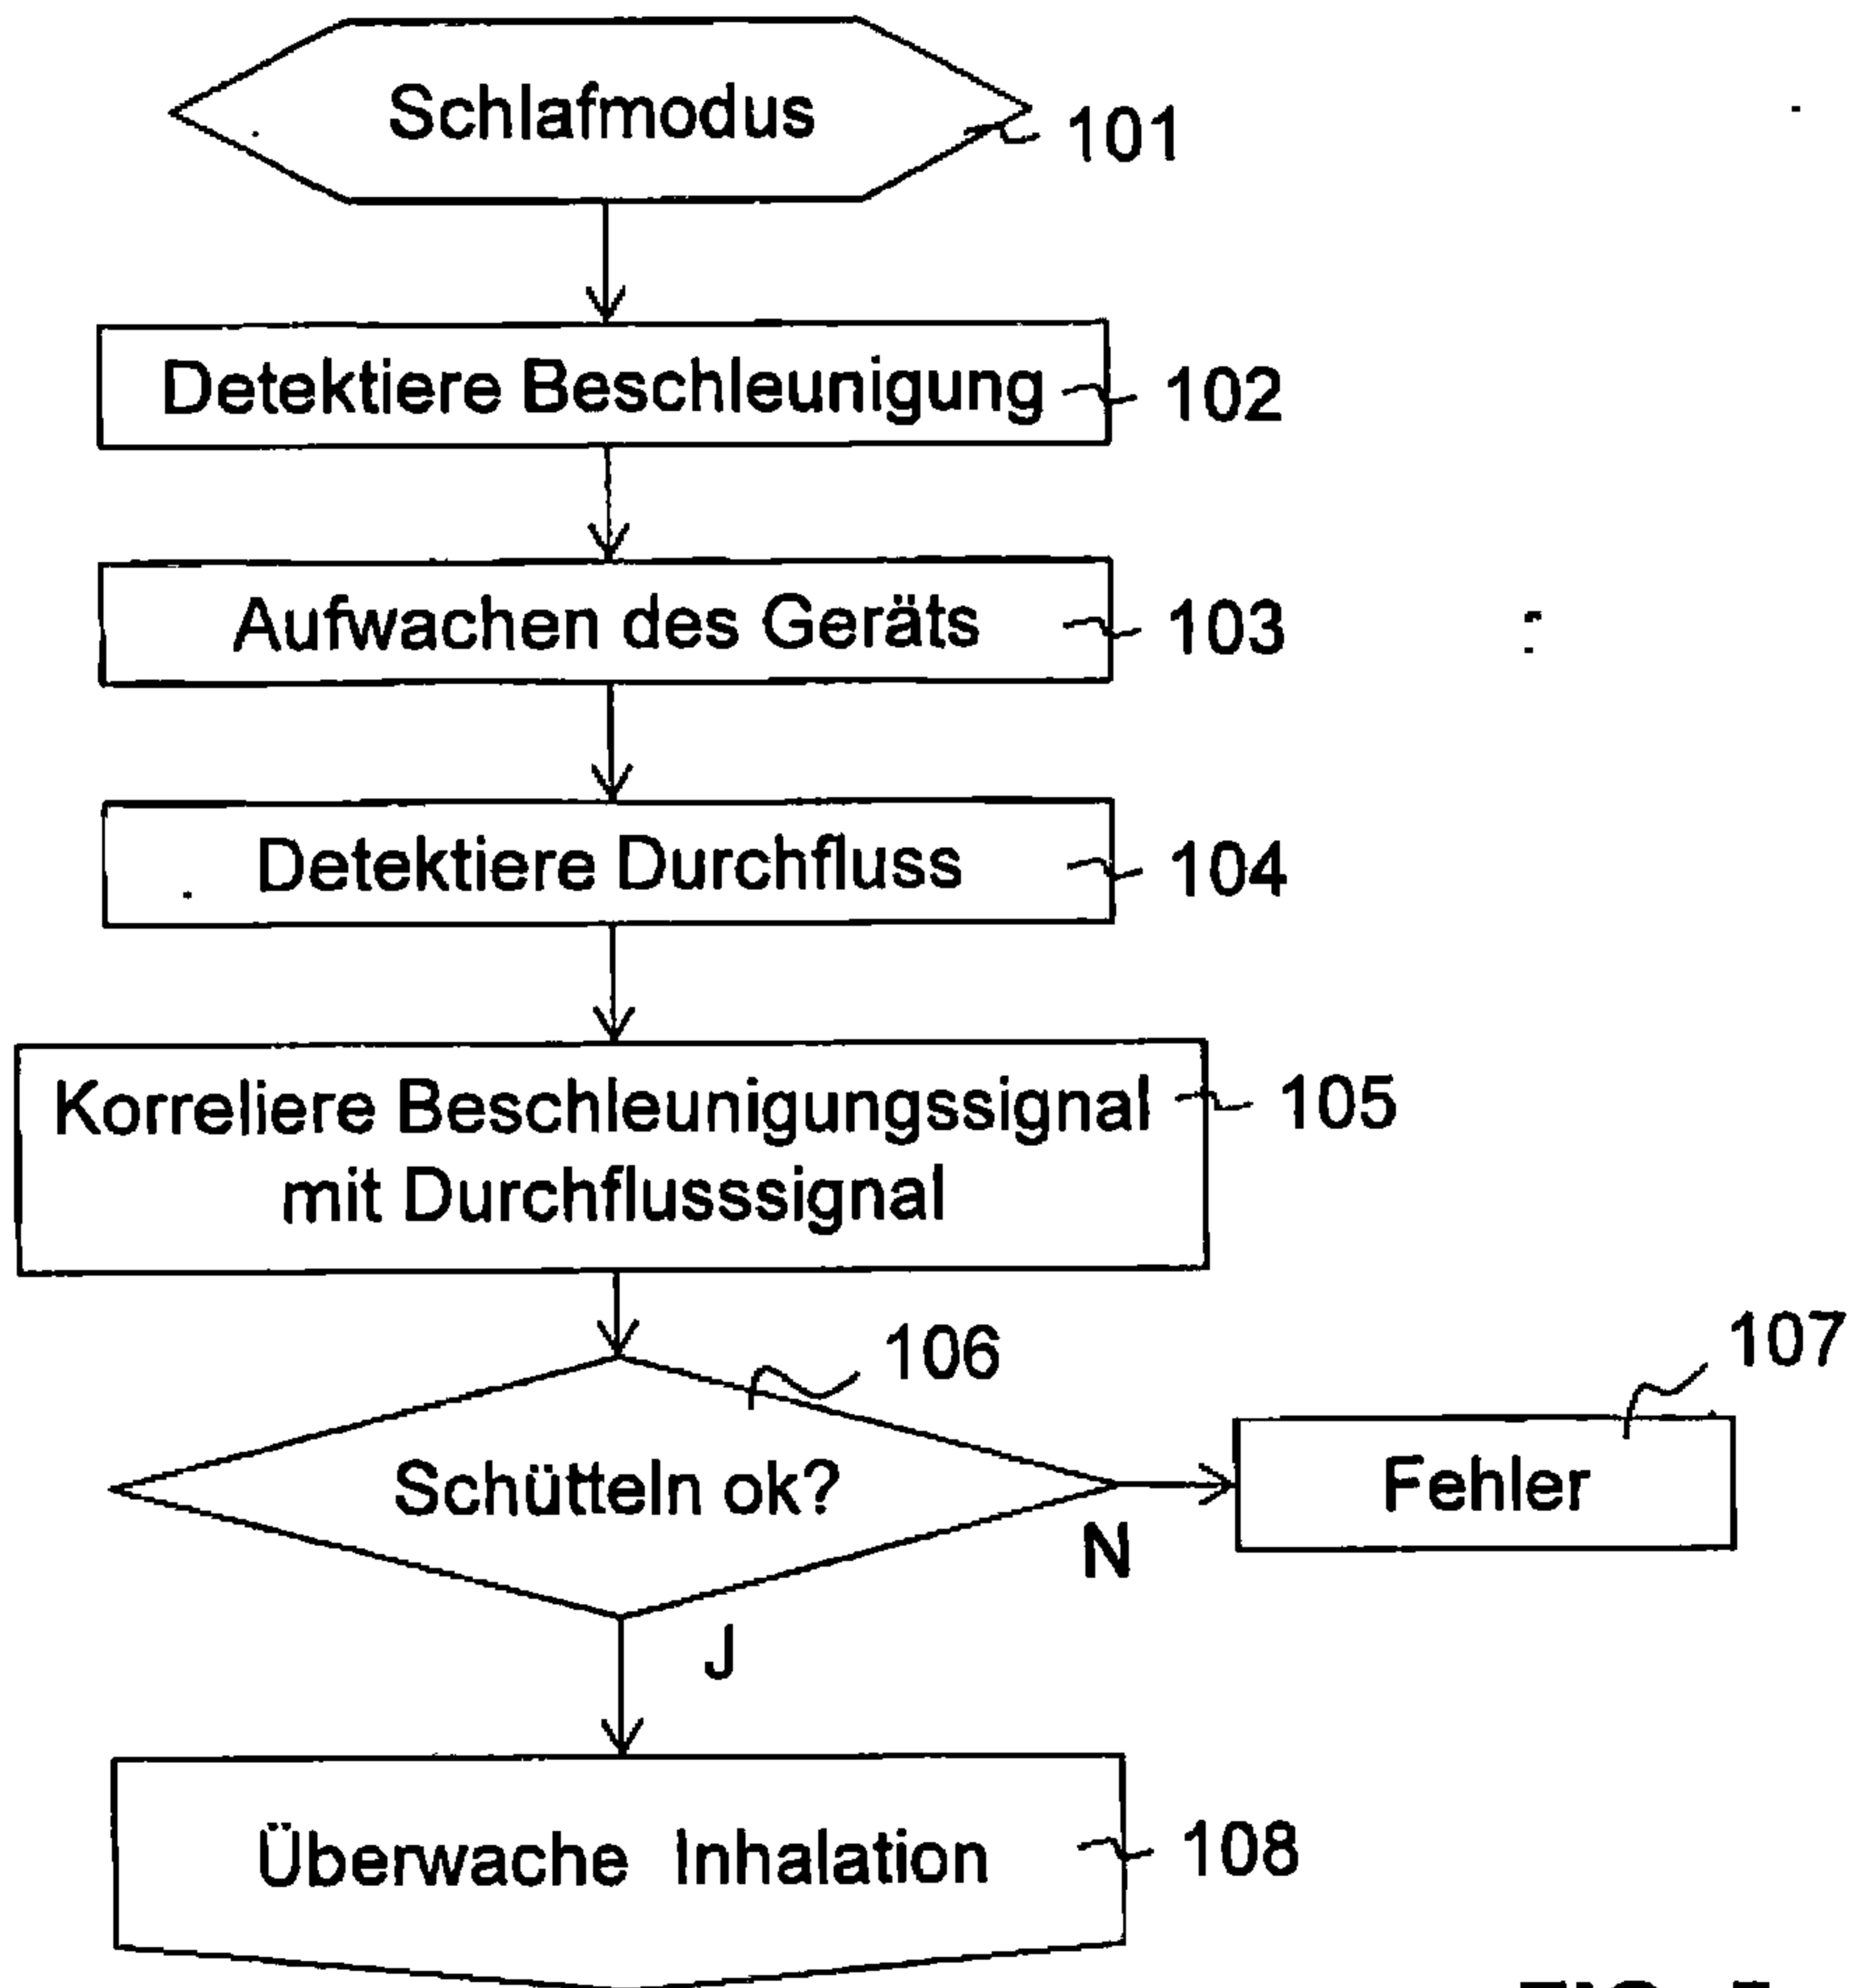 Schlafmodus
101
Detektiere Beschleunigung
102
Aufwachen des Geräts
103
Detektiere Durchfluss
104
Korreliere Beschleunigungssignal
mit Durchflusssignal
105
106
107
Schütteln ok?
Fehler
N
J
Überwache Inhalation
108